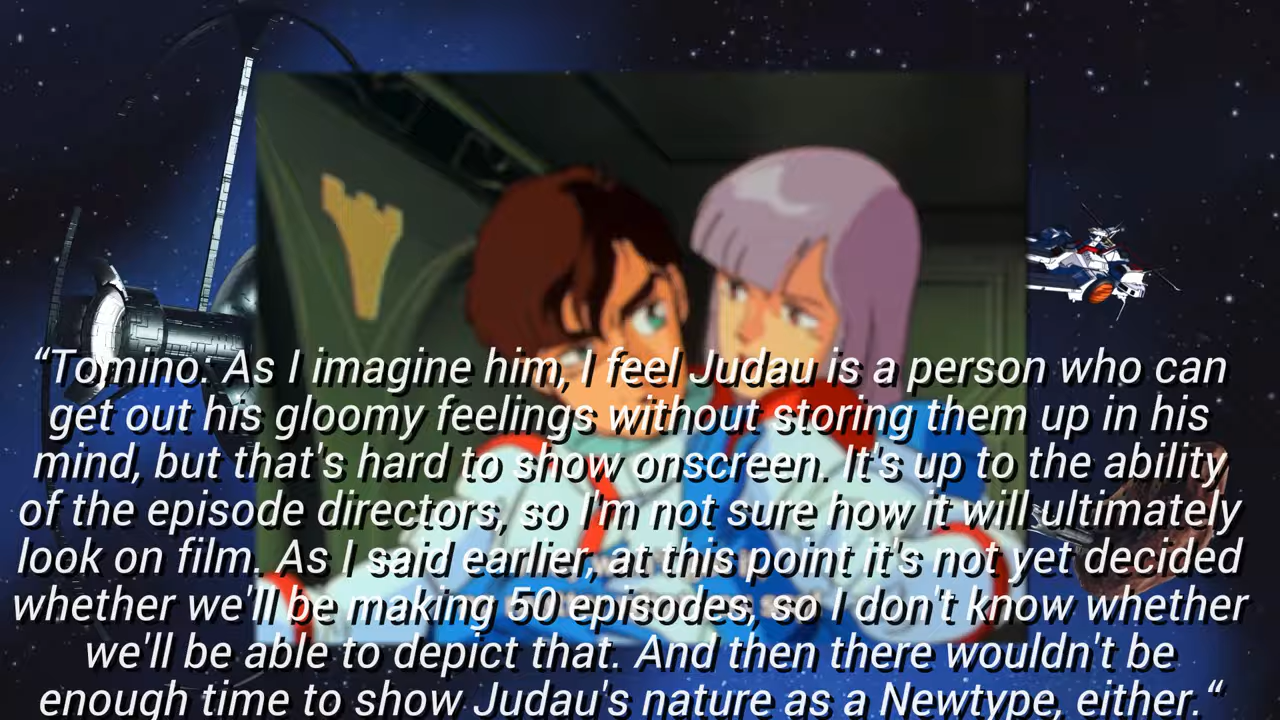 “Tomino: As I imagine him, I feel Judau is a person who can
get out his gloomy feelings without storing them up in his
mind, but that's hard to show onscreen. It's up to the ability
of the episode directors, so I'm not sure how it will ultimately
look on film. As I said earlier, at this point it's not yet decided
whether we'll be making 50 episodes, so I don't know whether
we'll be able to depict that. And then there wouldn't be
enough time to show Judau's nature as a Newtype, either.“